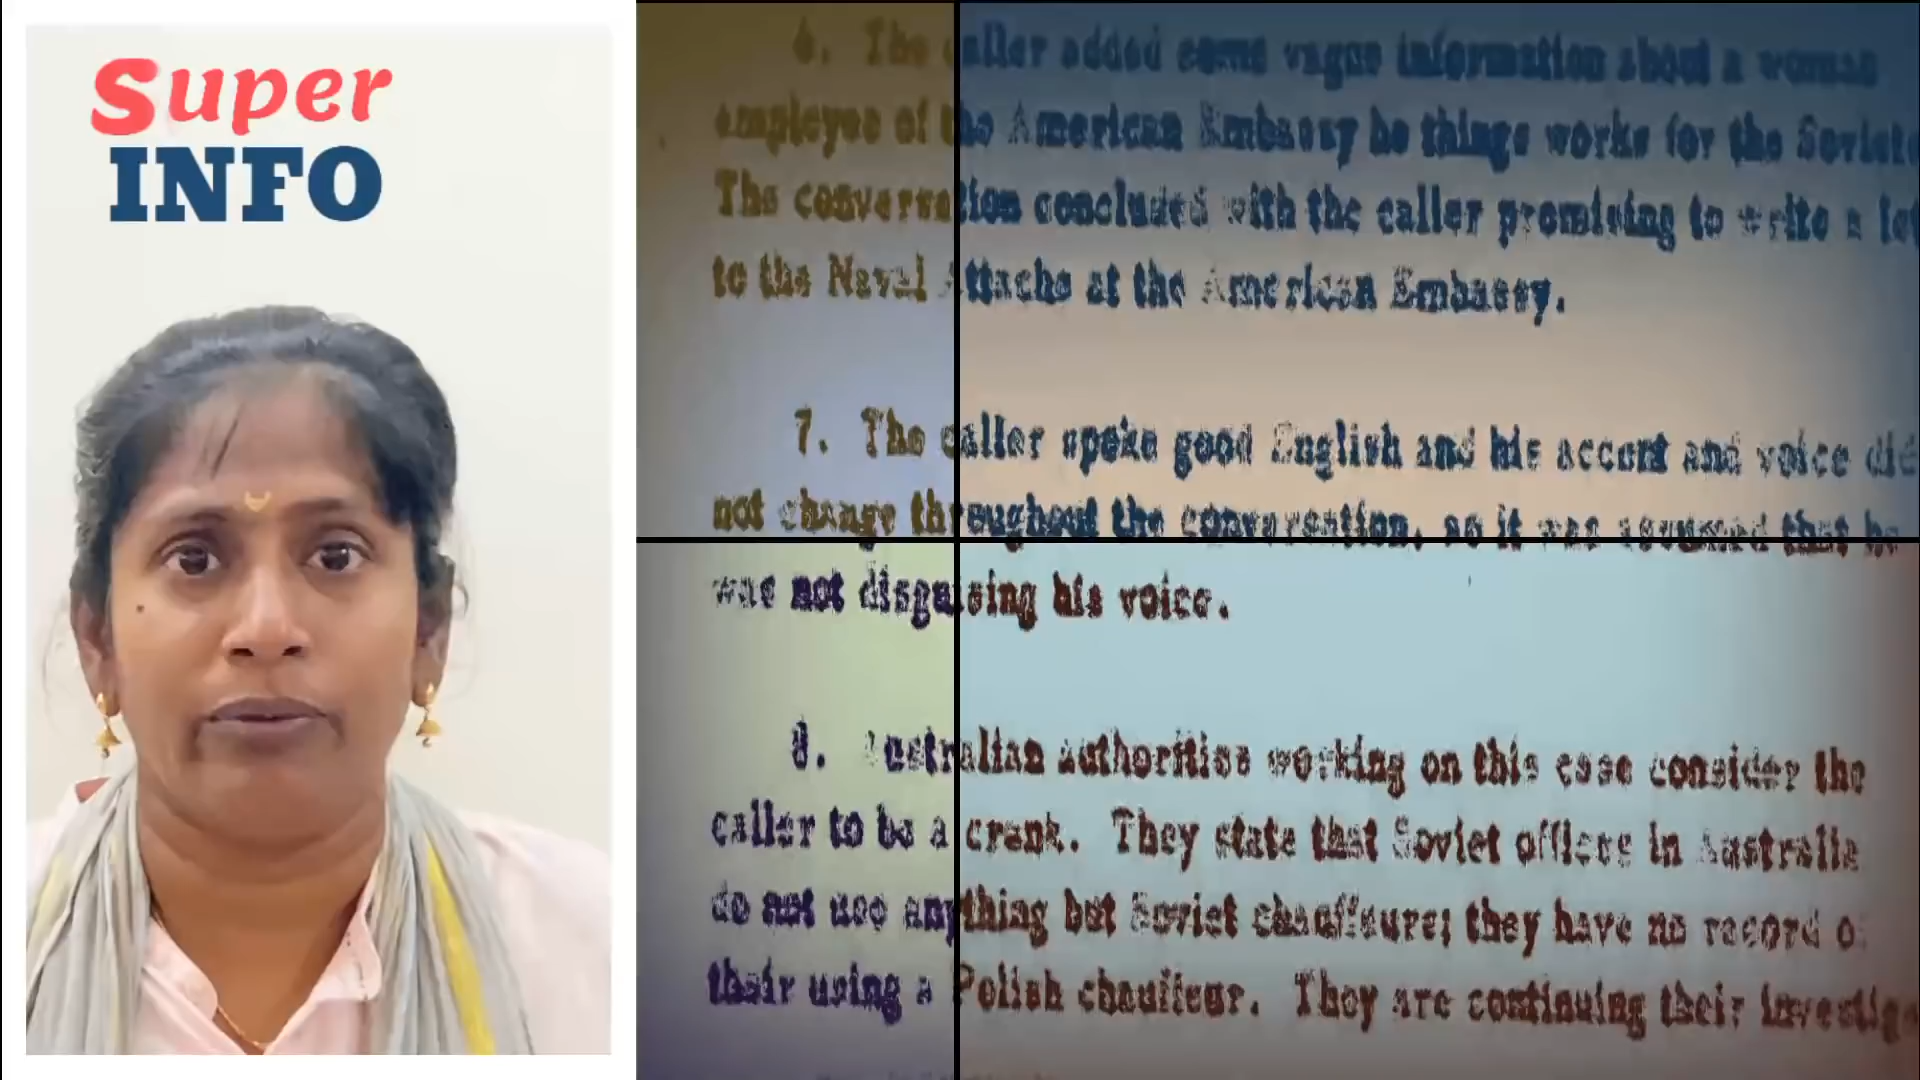 Super
INFO
6. The caller added some vague information about a woman
employee of the American Embassy he things works for the Soviets
The conversation concluded with the caller promising to write a let
to the Naval Attache at the American Embassy.
7. The caller spoke good English and his accent and voice did
not change throughout the conversation, so it was assumed that he
was not disguising his voice.
8. Australian authorities working on this case consider the
caller to be a crank. They state that Soviet offices in Australia
do not use anything but Soviet chauffeurs; they have no record of
their using a Polish chauffeur. They are continuing their investiga